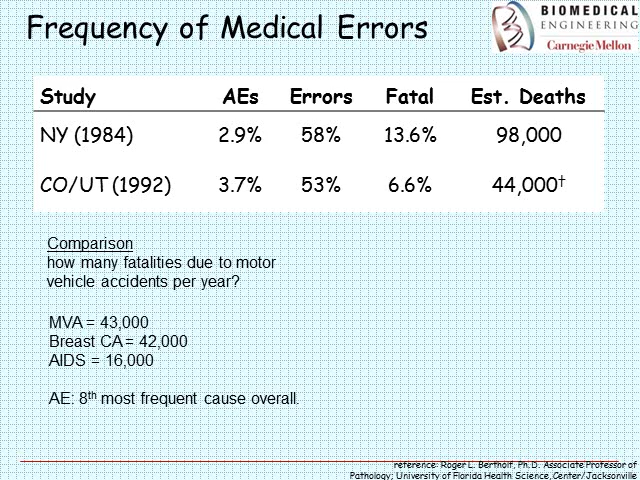 Frequency of Medical Errors
BIOMEDICAL
ENGINEERING
Carnegie Mellon
Study AEs Errors Fatal Est. Deaths
NY (1984) 2.9% 58% 13.6% 98,000
CO/UT (1992) 3.7% 53% 6.6% 44,000†
Comparison
how many fatalities due to motor
vehicle accidents per year?
MVA = 43,000
Breast CA = 42,000
AIDS = 16,000
AE: 8th most frequent cause overall.
reference: Roger L. Bertholf, Ph.D. Associate Professor of
Pathology; University of Florida Health Science,Center/Jacksonville